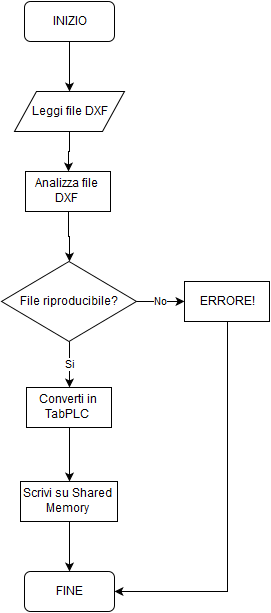 INIZIO
Leggi file DXF
Analizza file
DXF
File riproducibile?
No
ERRORE!
Si
Converti in
TabPLC
Scrivi su Shared
Memory
FINE